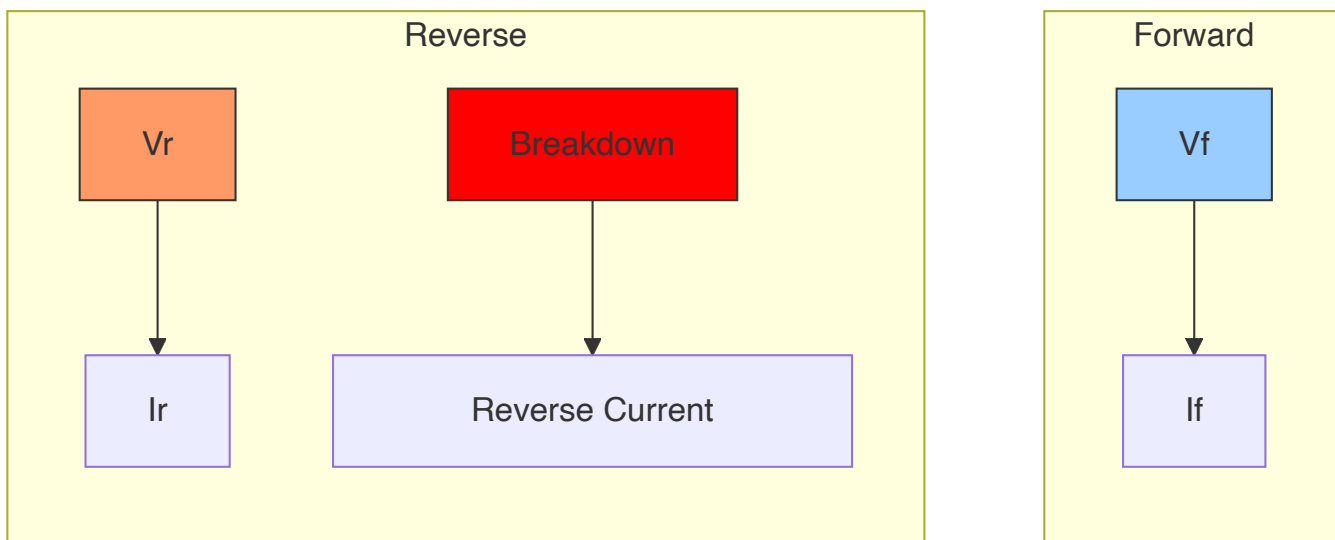 Reverse
Forward
Vr
Breakdown
Vf
Ir
Reverse Current
If